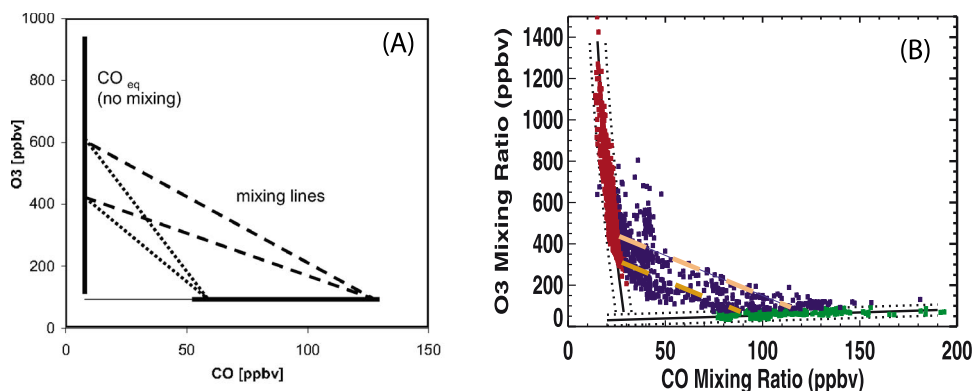 (A)
1000
800
600
400
200
0
O3 [ppbv]
CO eq
(no mixing)
mixing lines
0
50
100
150
CO [ppbv]
(B)
1400
1200
1000
800
600
400
200
0
O3 Mixing Ratio (ppbv)
0
50
100
150
200
CO Mixing Ratio (ppbv)